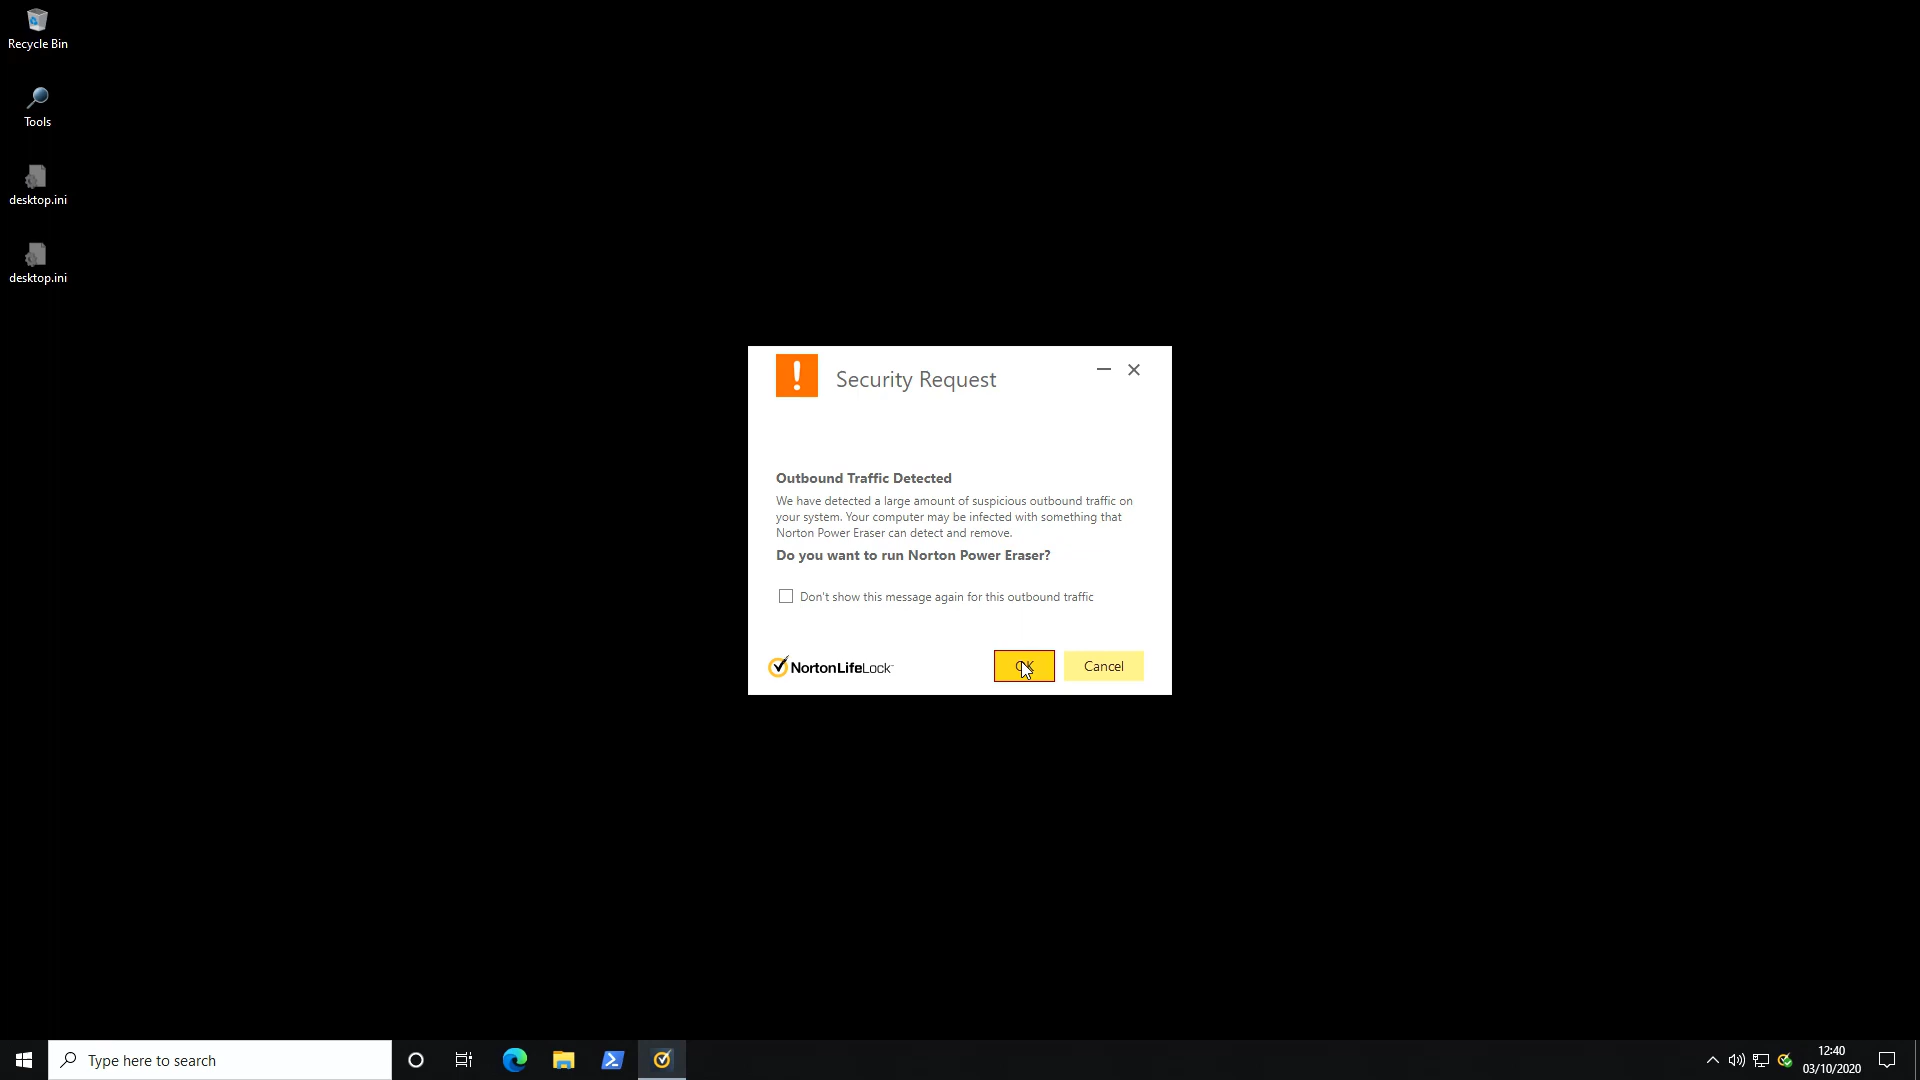 Recycle Bin
Tools
desktop.ini
desktop.ini
Security Request
Outbound Traffic Detected
We have detected a large amount of suspicious outbound traffic on
your system. Your computer may be infected with something that
Norton Power Eraser can detect and remove.
Do you want to run Norton Power Eraser?
Don't show this message again for this outbound traffic
NortonLifeLock
OK
Cancel
Type here to search
12:40
03/10/2020